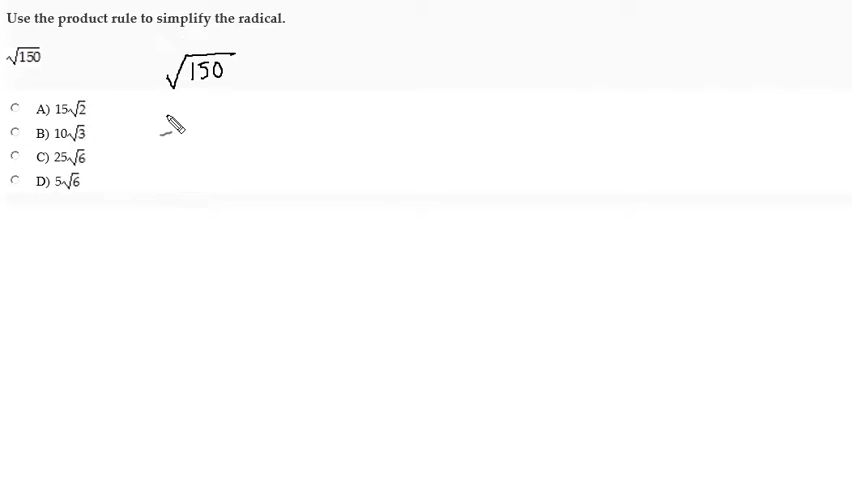 Use the product rule to simplify the radical.
√150
√150
A) 15√2
B) 10√3
C) 25√6
D) 5√6